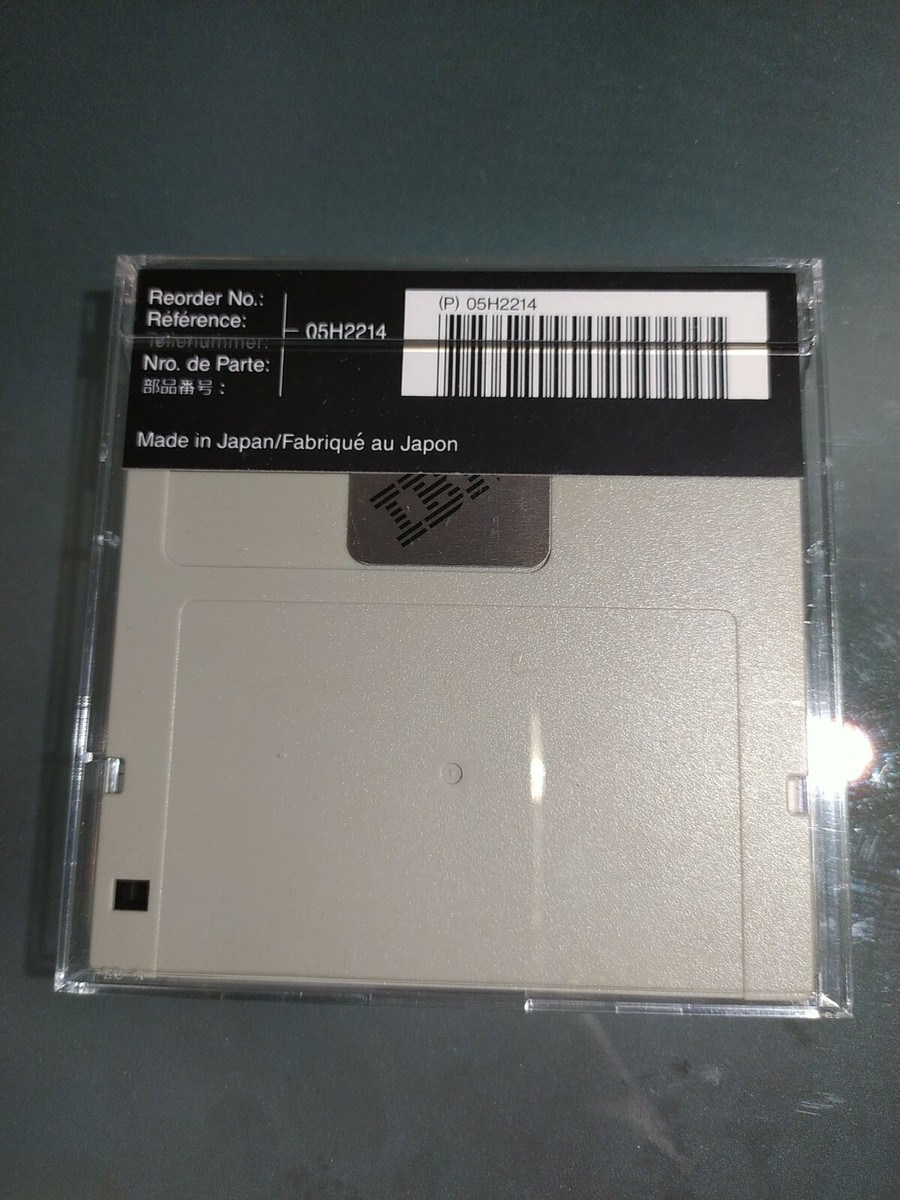 Reorder No.:
Référence:
Teilenummer:
Nro. de Parte:
部品番号：
05H2214
(P) 05H2214
Made in Japan/Fabriqué au Japon
IBM